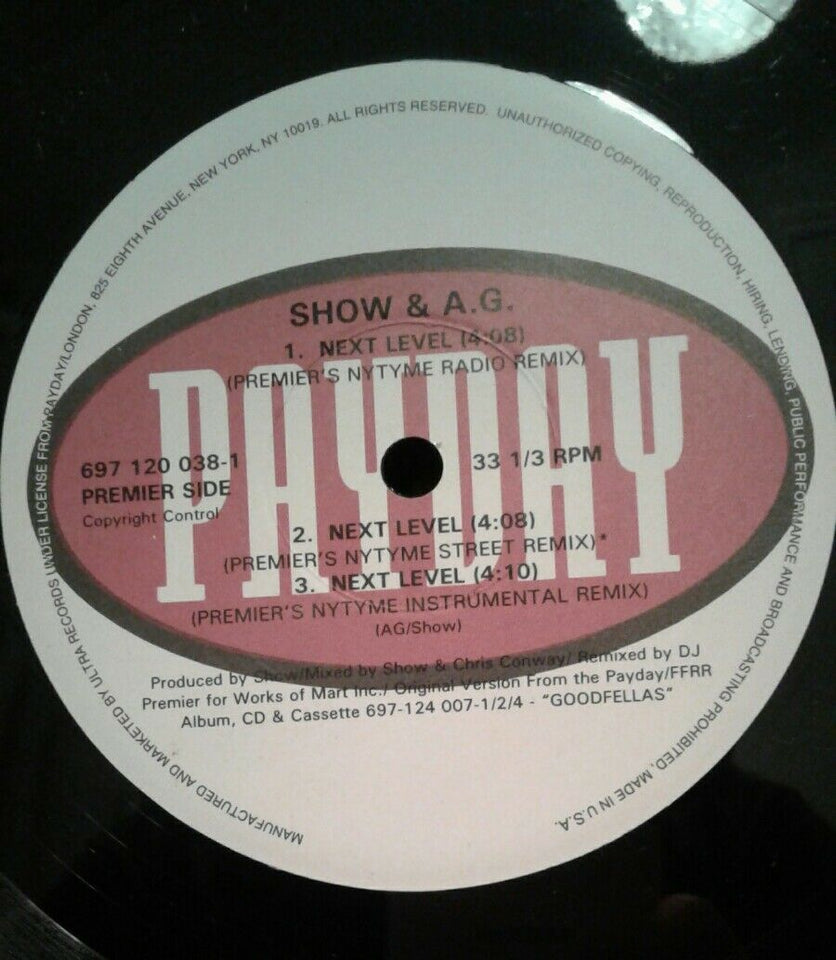 SHOW & A.G.
1. NEXT LEVEL (4:08)
(PREMIER'S NYTYME RADIO REMIX)
PAYDAY
697 120 038-1
PREMIER SIDE
Copyright Control
33 1/3 RPM
2. NEXT LEVEL (4:08)
(PREMIER'S NYTYME STREET REMIX)*
3. NEXT LEVEL (4:10)
(PREMIER'S NYTYME INSTRUMENTAL REMIX)
(AG/Show)
Produced by Show/Mixed by Show & Chris Conway/ Remixed by DJ
Premier for Works of Mart Inc./ Original Version From the Payday/FFRR
Album, CD & Cassette 697-124 007-1/2/4 - "GOODFELLAS"
MANUFACTURED AND MARKETED BY ULTRA RECORDS UNDER LICENSE FROM PAYDAY/LONDON, 825 EIGHTH AVENUE, NEW YORK, NY 10019. ALL RIGHTS RESERVED. UNAUTHORIZED COPYING, REPRODUCTION, HIRING, LENDING, PUBLIC PERFORMANCE AND BROADCASTING PROHIBITED, MADE IN U.S.A.